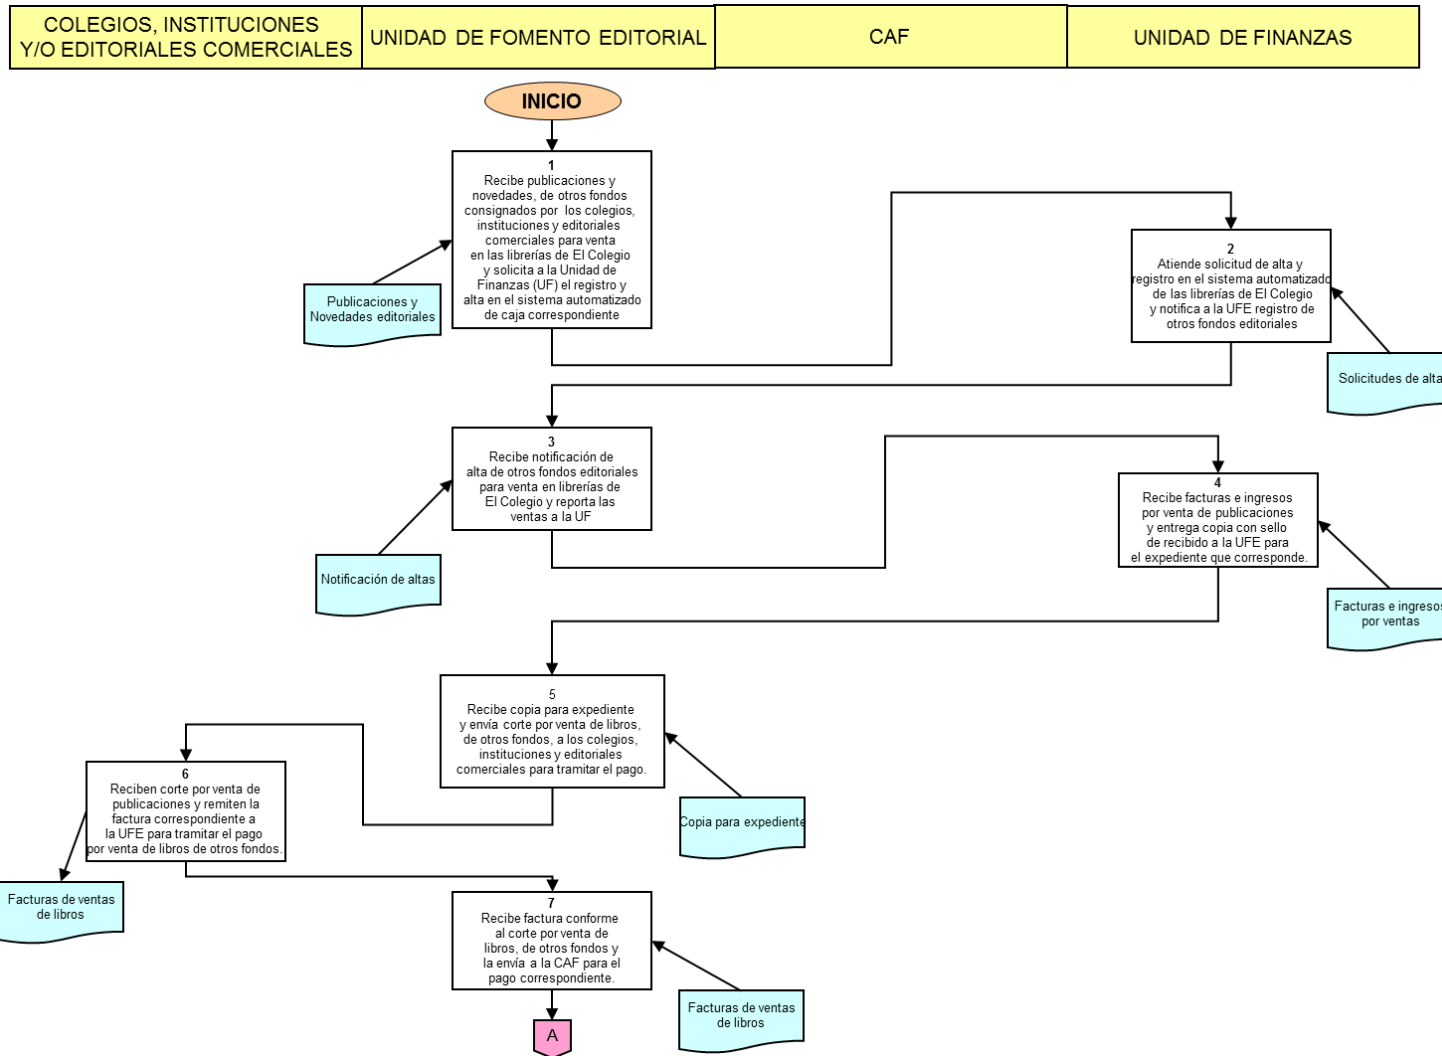 COLEGIOS, INSTITUCIONES
Y/O EDITORIALES COMERCIALES
UNIDAD DE FOMENTO EDITORIAL
CAF
UNIDAD DE FINANZAS
INICIO
1
Recibe publicaciones y
novedades, de otros fondos
consignados por los colegios,
instituciones y editoriales
comerciales para venta
en las librerías de El Colegio
y solicita a la Unidad de
Finanzas (UF) el registro y
alta en el sistema automatizado
de caja correspondiente
Publicaciones y
Novedades editoriales
2
Atiende solicitud de alta y
registro en el sistema automatizado
de las librerías de El Colegio
y notifica a la UFE registro de
otros fondos editoriales
Solicitudes de alta
3
Recibe notificación de
alta de otros fondos editoriales
para venta en librerías de
El Colegio y reporta las
ventas a la UF
Notificación de altas
4
Recibe facturas e ingresos
por venta de publicaciones
y entrega copia con sello
de recibido a la UFE para
el expediente que corresponde.
Facturas e ingresos
por ventas
5
Recibe copia para expediente
y envía corte por venta de libros,
de otros fondos, a los colegios,
instituciones y editoriales
comerciales para tramitar el pago.
Copia para expediente
6
Reciben corte por venta de
publicaciones y remiten la
factura correspondiente a
la UFE para tramitar el pago
por venta de libros de otros fondos.
Facturas de ventas
de libros
7
Recibe factura conforme
al corte por venta de
libros, de otros fondos y
la envía a la CAF para el
pago correspondiente.
Facturas de ventas
de libros
A